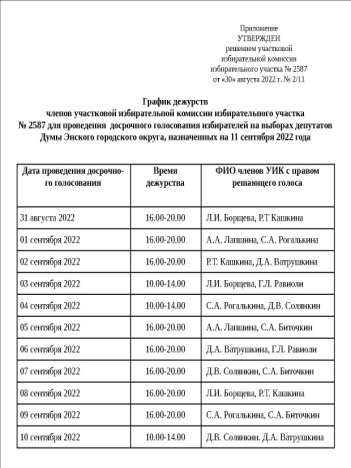 Приложение
УТВЕРЖДЕН
решением участковой
избирательной комиссии
избирательного участка № 2587
от «30» августа 2022 г. № 2/11
График дежурств
членов участковой избирательной комиссии избирательного участка
№ 2587 для проведения досрочного голосования избирателей на выборах депутатов
Думы Энского городского округа, назначенных на 11 сентября 2022 года
Дата проведения досрочно-
го голосования
Время
дежурства
ФИО членов УИК с правом
решающего голоса
31 августа 2022 16.00-20.00 Л.И. Борщева, Р.Т Кашкина
01 сентября 2022 16.00-20.00 А.А. Лапшина, С.А. Рогалькина
02 сентября 2022 16.00-20.00 Р.Т. Кашкина, Д.А. Ватрушкина
03 сентября 2022 10.00-14.00 Л.И. Борщева, Г.Л. Равиоли
04 сентября 2022 10.00-14.00 С.А. Рогалькина, Д.В. Солянкин
05 сентября 2022 16.00-20.00 А.А. Лапшина, С.А. Биточкин
06 сентября 2022 16.00-20.00 Д.А. Ватрушкина, Г.Л. Равиоли
07 сентября 2022 16.00-20.00 Д.В. Солянкин, С.А. Биточкин
08 сентября 2022 16.00-20.00 Л.И. Борщева, Р.Т. Кашкина
09 сентября 2022 16.00-20.00 С.А. Рогалькина, С.А. Биточкин
10 сентября 2022 10.00-14.00 Д.В. Солянкин. Д.А. Ватрушкина